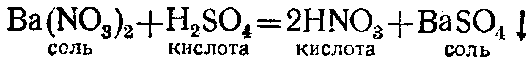 Ba(NO₃)₂+H₂SO₄=2HNO₃+BaSO₄↓
соль кислота кислота соль